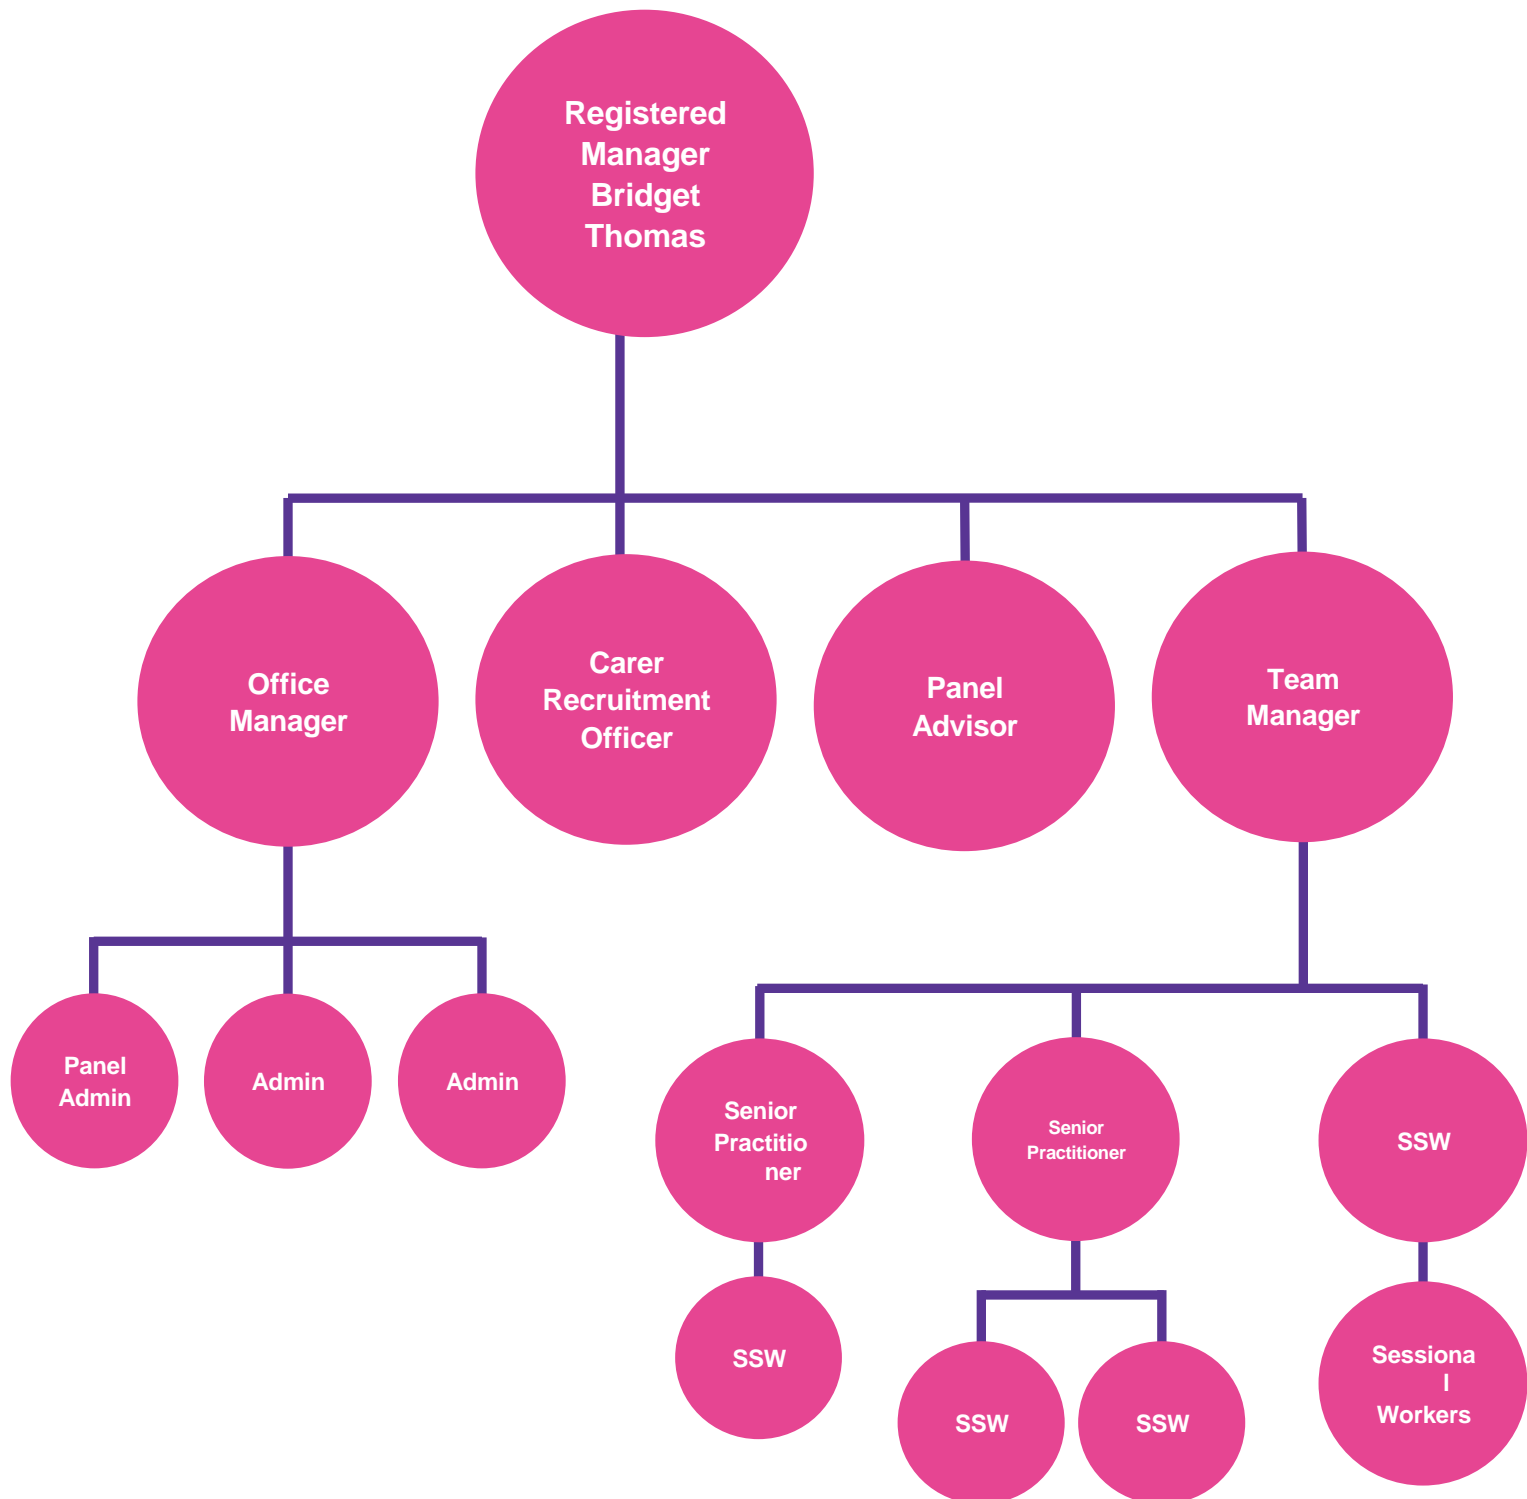 Registered
Manager
Bridget
Thomas
Office
Manager
Carer
Recruitment
Officer
Panel
Advisor
Team
Manager
Panel
Admin
Admin
Admin
Senior
Practitio
ner
Senior
Practitioner
SSW
SSW
SSW
SSW
Sessiona
l
Workers